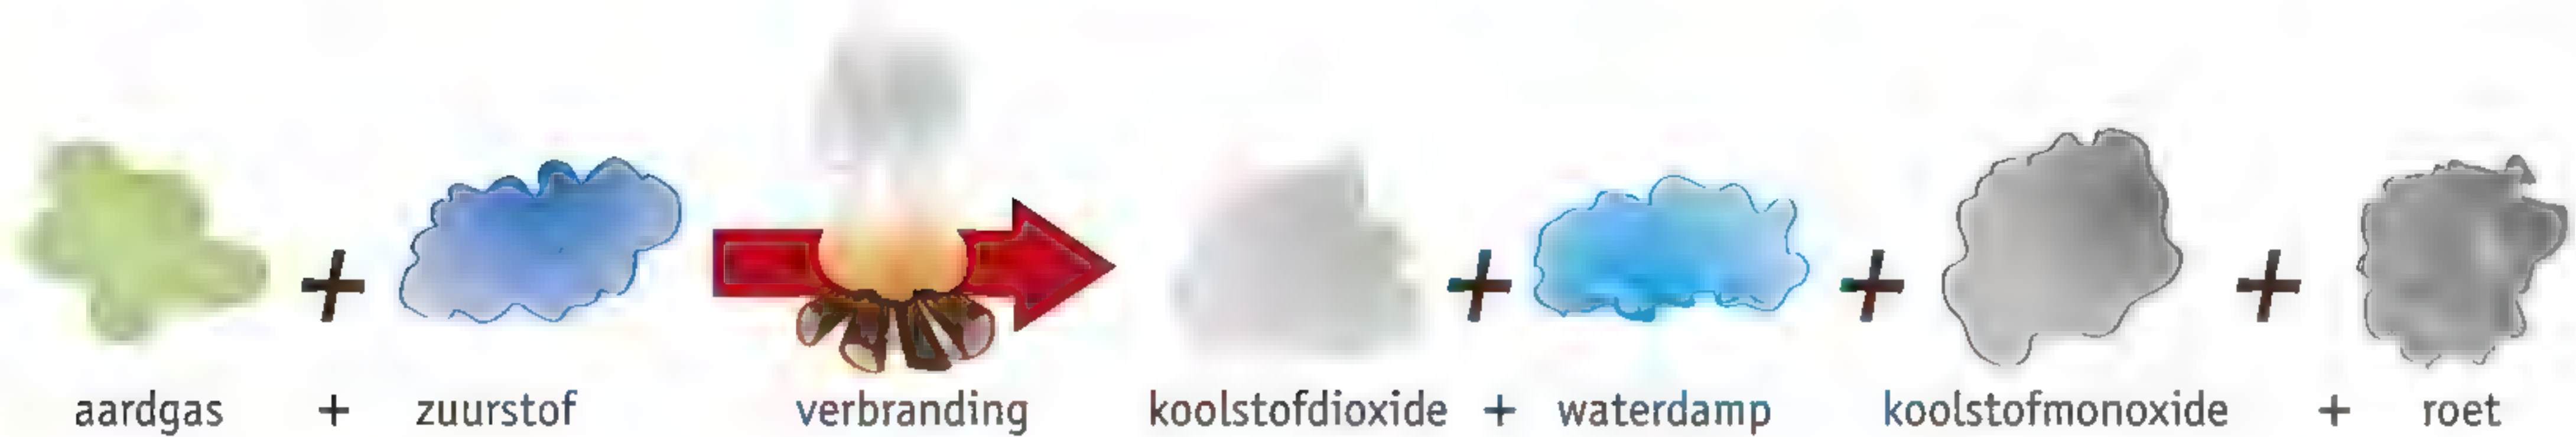 aardgas + zuurstof verbranding koolstofdioxide + waterdamp koolstofmonoxide + roet